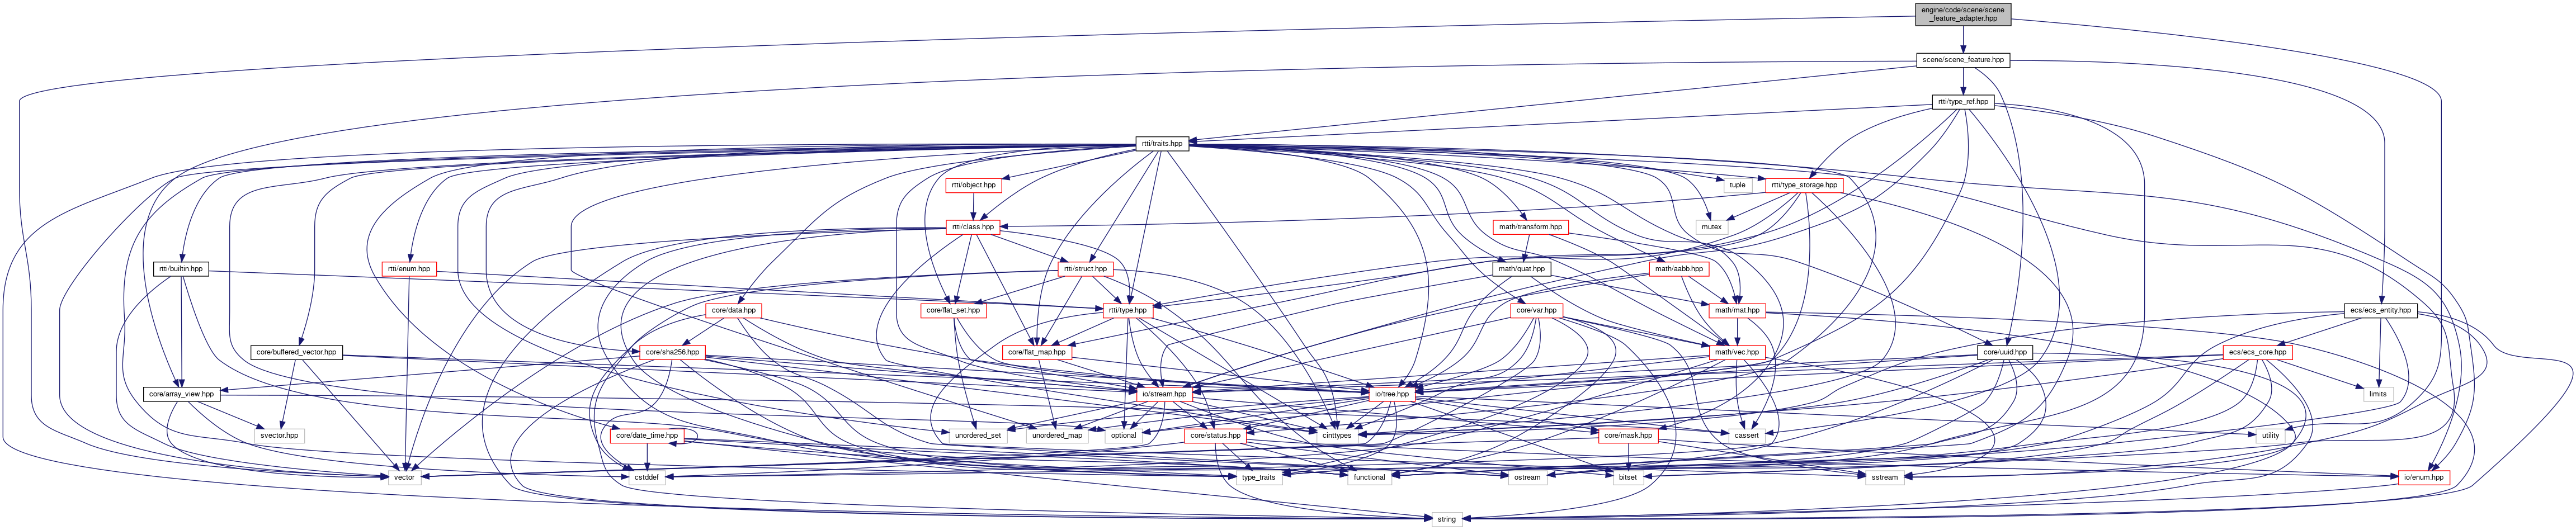 engine/code/scene/scene
_feature_adapter.hpp
scene/scene_feature.hpp
rtti/type_ref.hpp
rtti/traits.hpp
rtti/object.hpp
tuple
rtti/type_storage.hpp
rtti/class.hpp
math/transform.hpp
mutex
rtti/builtin.hpp
rtti/enum.hpp
rtti/struct.hpp
math/quat.hpp
math/aabb.hpp
core/data.hpp
core/flat_set.hpp
rtti/type.hpp
core/var.hpp
math/mat.hpp
ecs/ecs_entity.hpp
core/buffered_vector.hpp
core/sha256.hpp
core/flat_map.hpp
math/vec.hpp
core/uuid.hpp
ecs/ecs_core.hpp
core/array_view.hpp
io/stream.hpp
io/tree.hpp
limits
svector.hpp
core/date_time.hpp
unordered_set
unordered_map
optional
core/status.hpp
cinttypes
core/mask.hpp
cassert
utility
vector
cstddef
type_traits
functional
ostream
bitset
sstream
io/enum.hpp
string